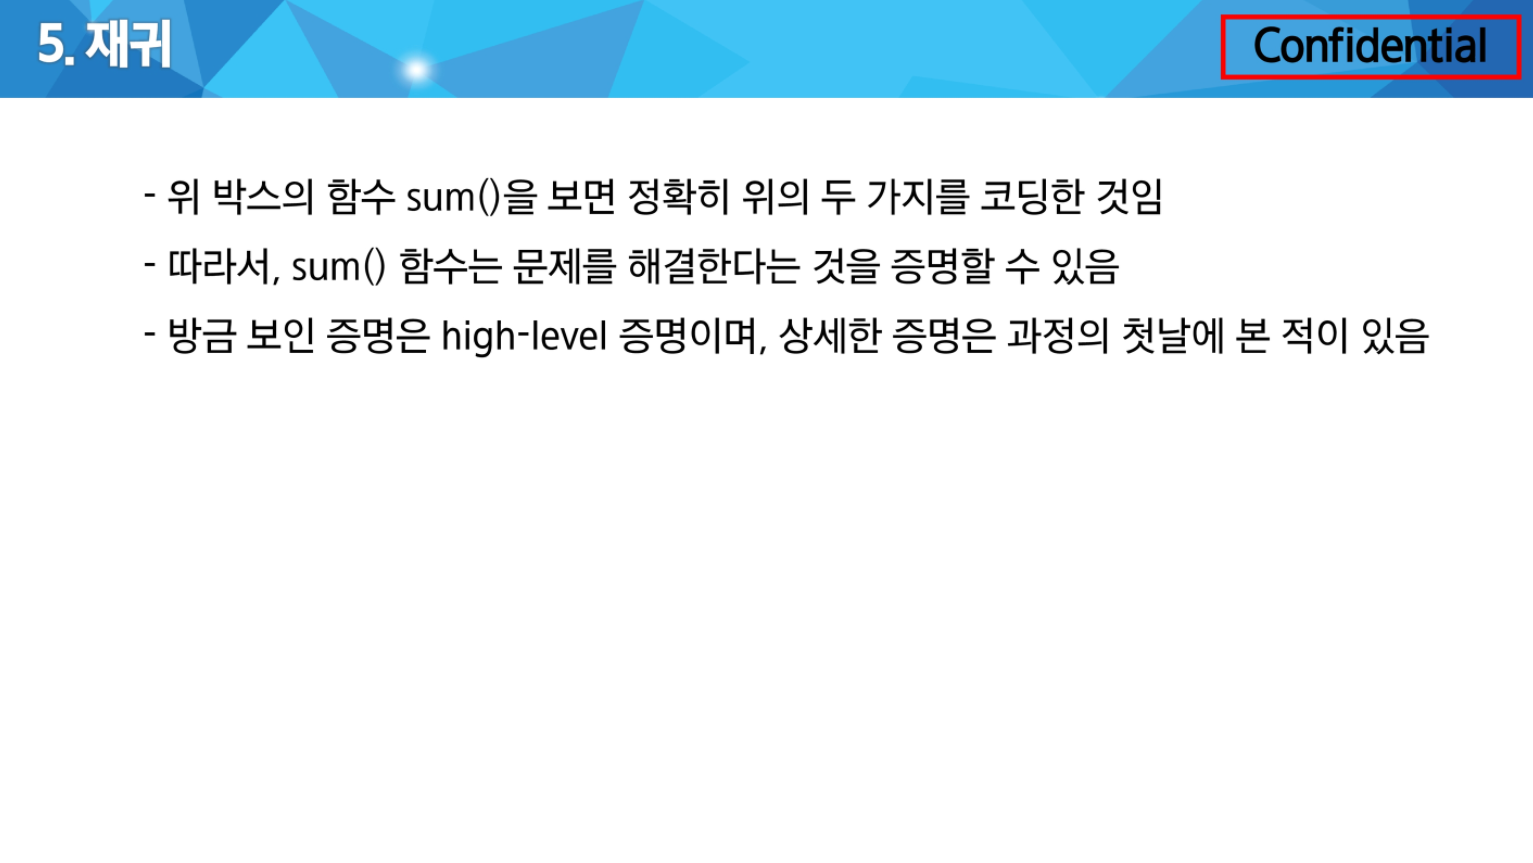 5. 재귀
Confidential
- 위 박스의 함수 sum()을 보면 정확히 위의 두 가지를 코딩한 것임
- 따라서, sum() 함수는 문제를 해결한다는 것을 증명할 수 있음
- 방금 보인 증명은 high-level 증명이며, 상세한 증명은 과정의 첫날에 본 적이 있음